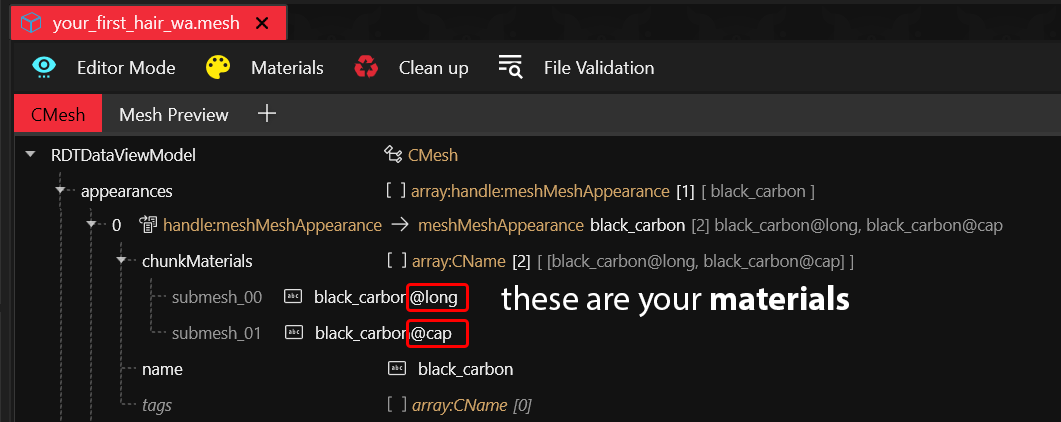 your_first_hair_wa.mesh ×
Editor Mode Materials Clean up File Validation
CMesh Mesh Preview +
RDTDataViewModel CMesh
appearances [ ] array:handle:meshMeshAppearance [1] [ black_carbon ]
0 handle:meshMeshAppearance → meshMeshAppearance black_carbon [2] black_carbon@long, black_carbon@cap
chunkMaterials [ ] array:CName [2] [ [black_carbon@long, black_carbon@cap] ]
submesh_00 abc black_carbon@long these are your materials
submesh_01 abc black_carbon@cap
name abc black_carbon
tags [ ] array:CName [0]